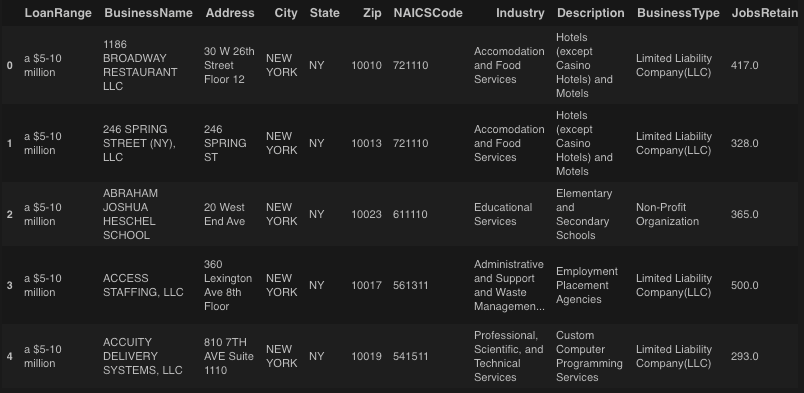 LoanRange BusinessName Address City State Zip NAICSCode Industry Description BusinessType JobsRetain
0 a $5-10 million 1186 BROADWAY RESTAURANT LLC 30 W 26th Street Floor 12 NEW YORK NY 10010 721110 Accomodation and Food Services Hotels (except Casino Hotels) and Motels Limited Liability Company(LLC) 417.0
1 a $5-10 million 246 SPRING STREET (NY), LLC 246 SPRING ST NEW YORK NY 10013 721110 Accomodation and Food Services Hotels (except Casino Hotels) and Motels Limited Liability Company(LLC) 328.0
2 a $5-10 million ABRAHAM JOSHUA HESCHEL SCHOOL 20 West End Ave NEW YORK NY 10023 611110 Educational Services Elementary and Secondary Schools Non-Profit Organization 365.0
3 a $5-10 million ACCESS STAFFING, LLC 360 Lexington Ave 8th Floor NEW YORK NY 10017 561311 Administrative and Support and Waste Managemen... Employment Placement Agencies Limited Liability Company(LLC) 500.0
4 a $5-10 million ACCUITY DELIVERY SYSTEMS, LLC 810 7TH AVE Suite 1110 NEW YORK NY 10019 541511 Professional, Scientific, and Technical Services Custom Computer Programming Services Limited Liability Company(LLC) 293.0